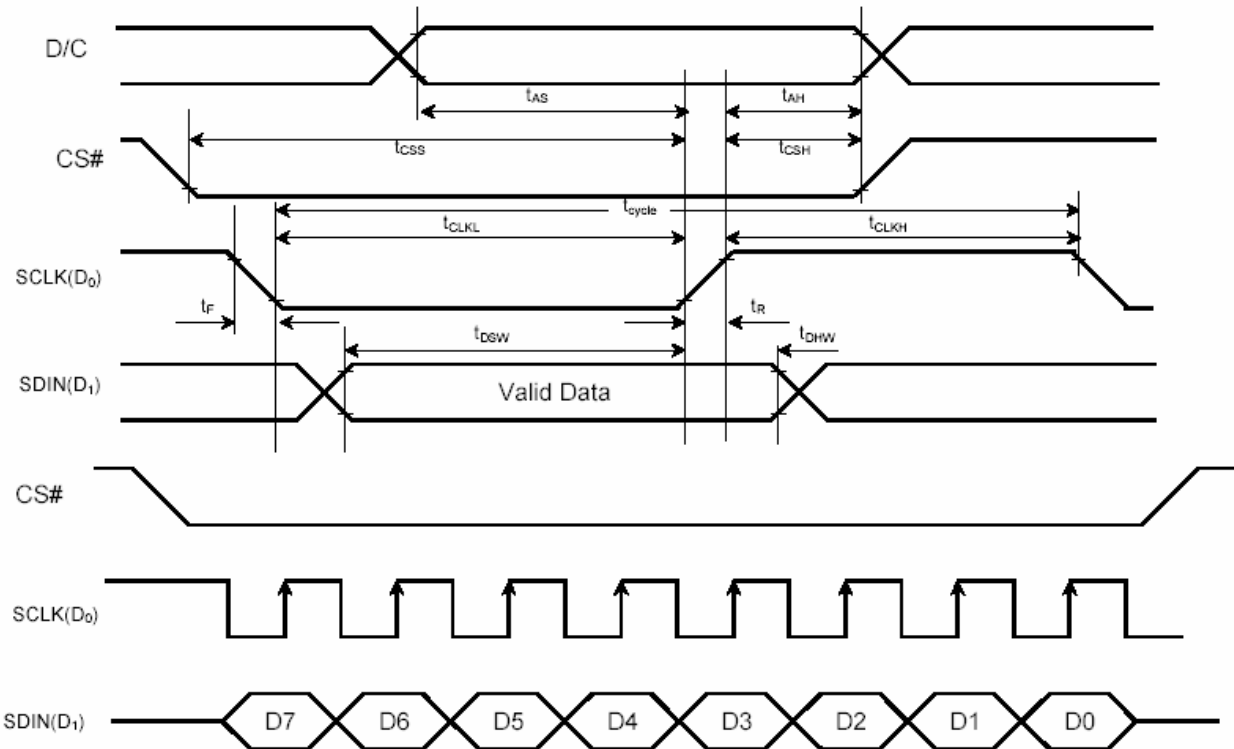 D/C
tAS
tAH
CS#
tCSS
tCSH
tcycle
tCLKL
tCLKH
SCLK(D0)
tF
tR
tDSW
tDHW
SDIN(D1)
Valid Data
CS#
SCLK(D0)
SDIN(D1)
D7 D6 D5 D4 D3 D2 D1 D0